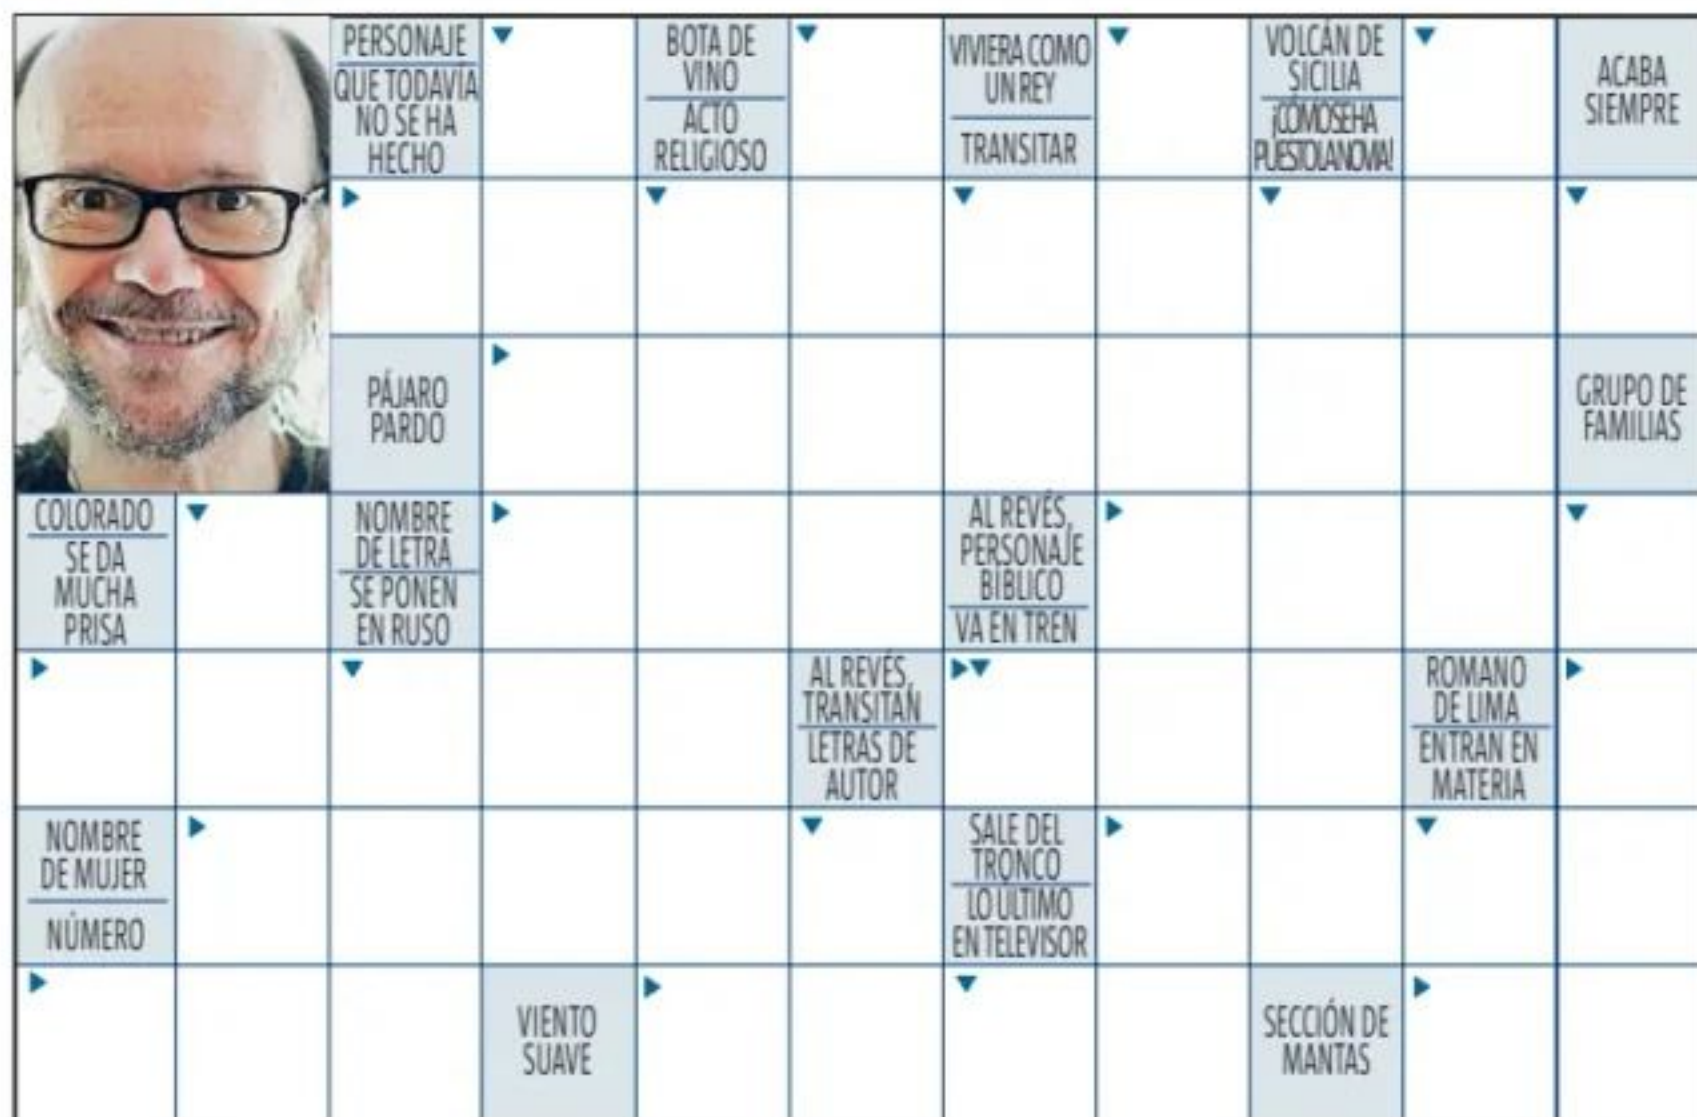 PERSONAJE
QUE TODAVÍA
NO SE HA
HECHO
BOTA DE
VINO
ACTO
RELIGIOSO
VIVIERA COMO
UN REY
TRANSITAR
VOLCÁN DE
SICILIA
¡CÓMO SE HA
PUESTO LA NOVIA!
ACABA
SIEMPRE
PÁJARO
PARDO
GRUPO DE
FAMILIAS
COLORADO
SE DA
MUCHA
PRISA
NOMBRE
DE LETRA
SE PONEN
EN RUSO
AL REVÉS,
PERSONAJE
BÍBLICO
VA EN TREN
AL REVÉS,
TRANSITAN
LETRAS DE
AUTOR
ROMANO
DE LIMA
ENTRAN EN
MATERIA
NOMBRE
DE MUJER
NÚMERO
SALE DEL
TRONCO
LO ÚLTIMO
EN TELEVISOR
VIENTO
SUAVE
SECCIÓN DE
MANTAS